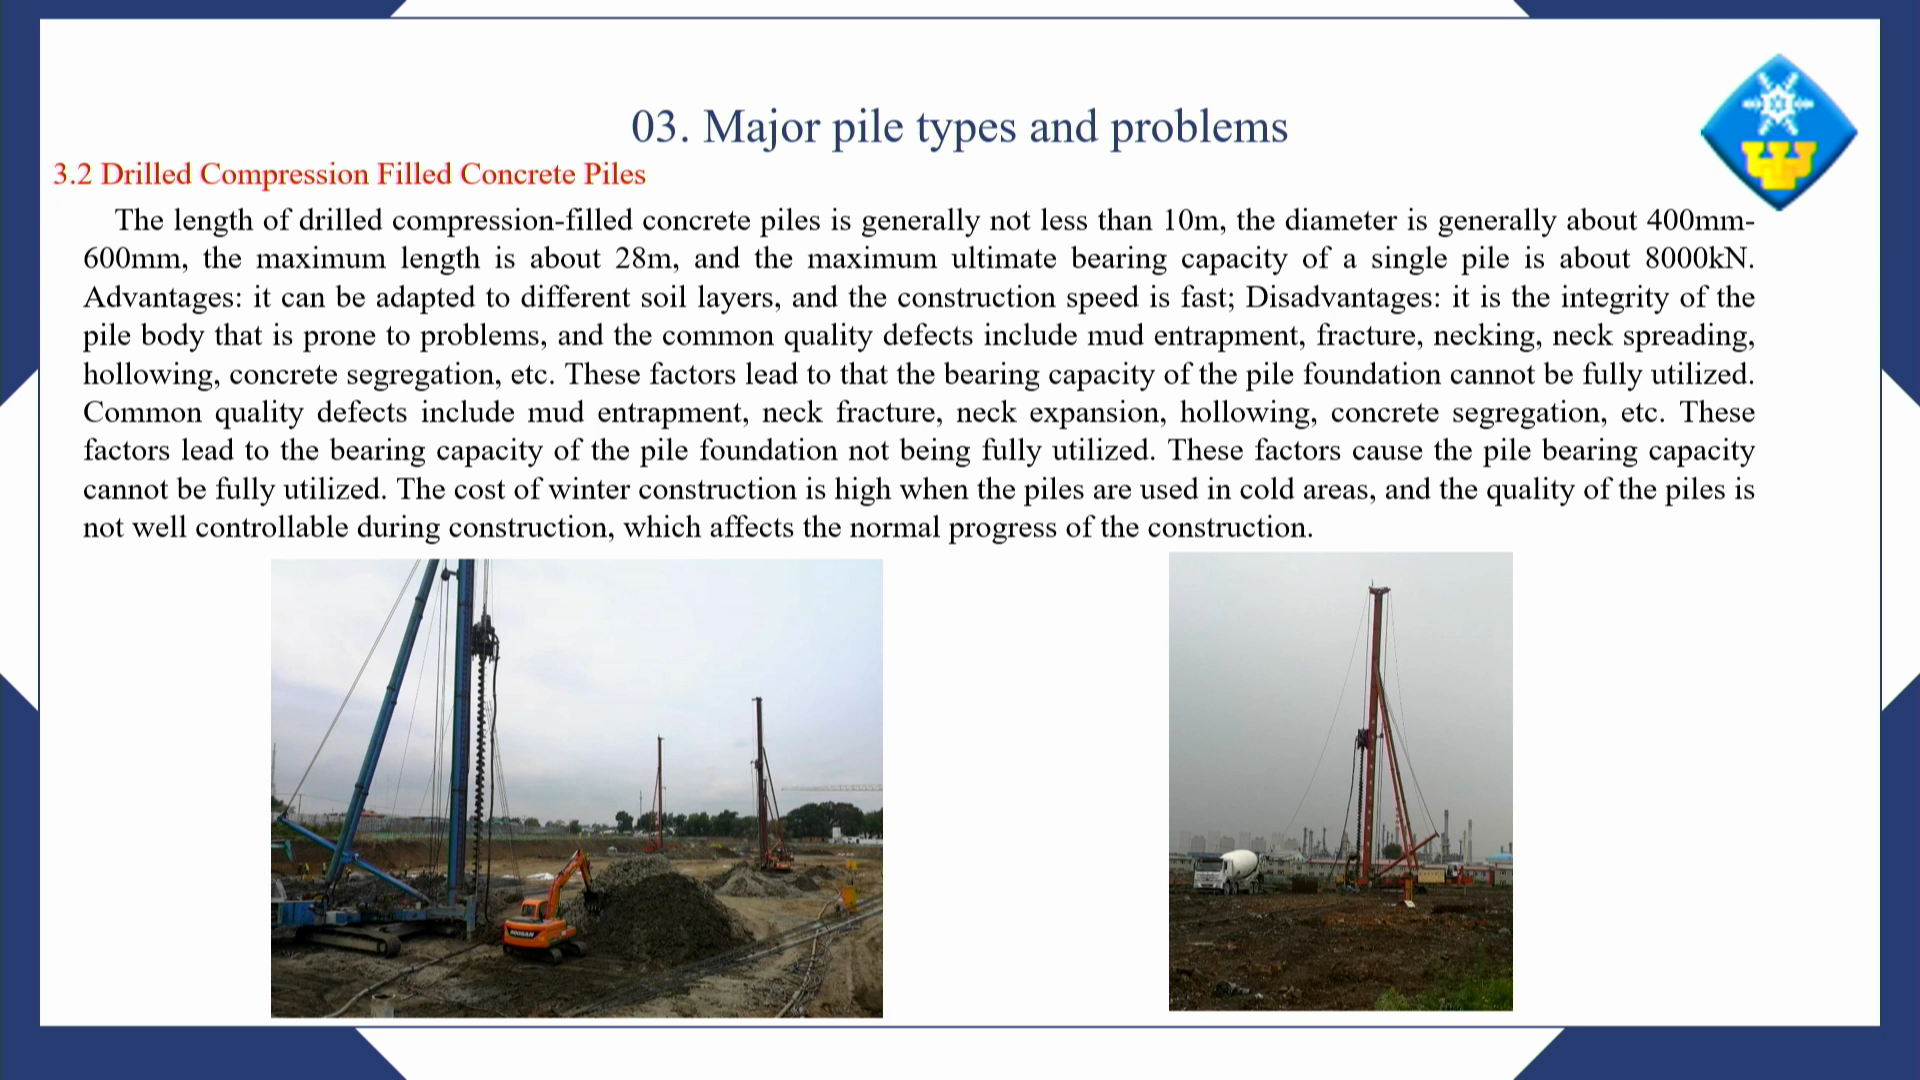 03. Major pile types and problems
3.2 Drilled Compression Filled Concrete Piles
The length of drilled compression-filled concrete piles is generally not less than 10m, the diameter is generally about 400mm-
600mm, the maximum length is about 28m, and the maximum ultimate bearing capacity of a single pile is about 8000kN.
Advantages: it can be adapted to different soil layers, and the construction speed is fast; Disadvantages: it is the integrity of the
pile body that is prone to problems, and the common quality defects include mud entrapment, fracture, necking, neck spreading,
hollowing, concrete segregation, etc. These factors lead to that the bearing capacity of the pile foundation cannot be fully utilized.
Common quality defects include mud entrapment, neck fracture, neck expansion, hollowing, concrete segregation, etc. These
factors lead to the bearing capacity of the pile foundation not being fully utilized. These factors cause the pile bearing capacity
cannot be fully utilized. The cost of winter construction is high when the piles are used in cold areas, and the quality of the piles is
not well controllable during construction, which affects the normal progress of the construction.
DOOSAN